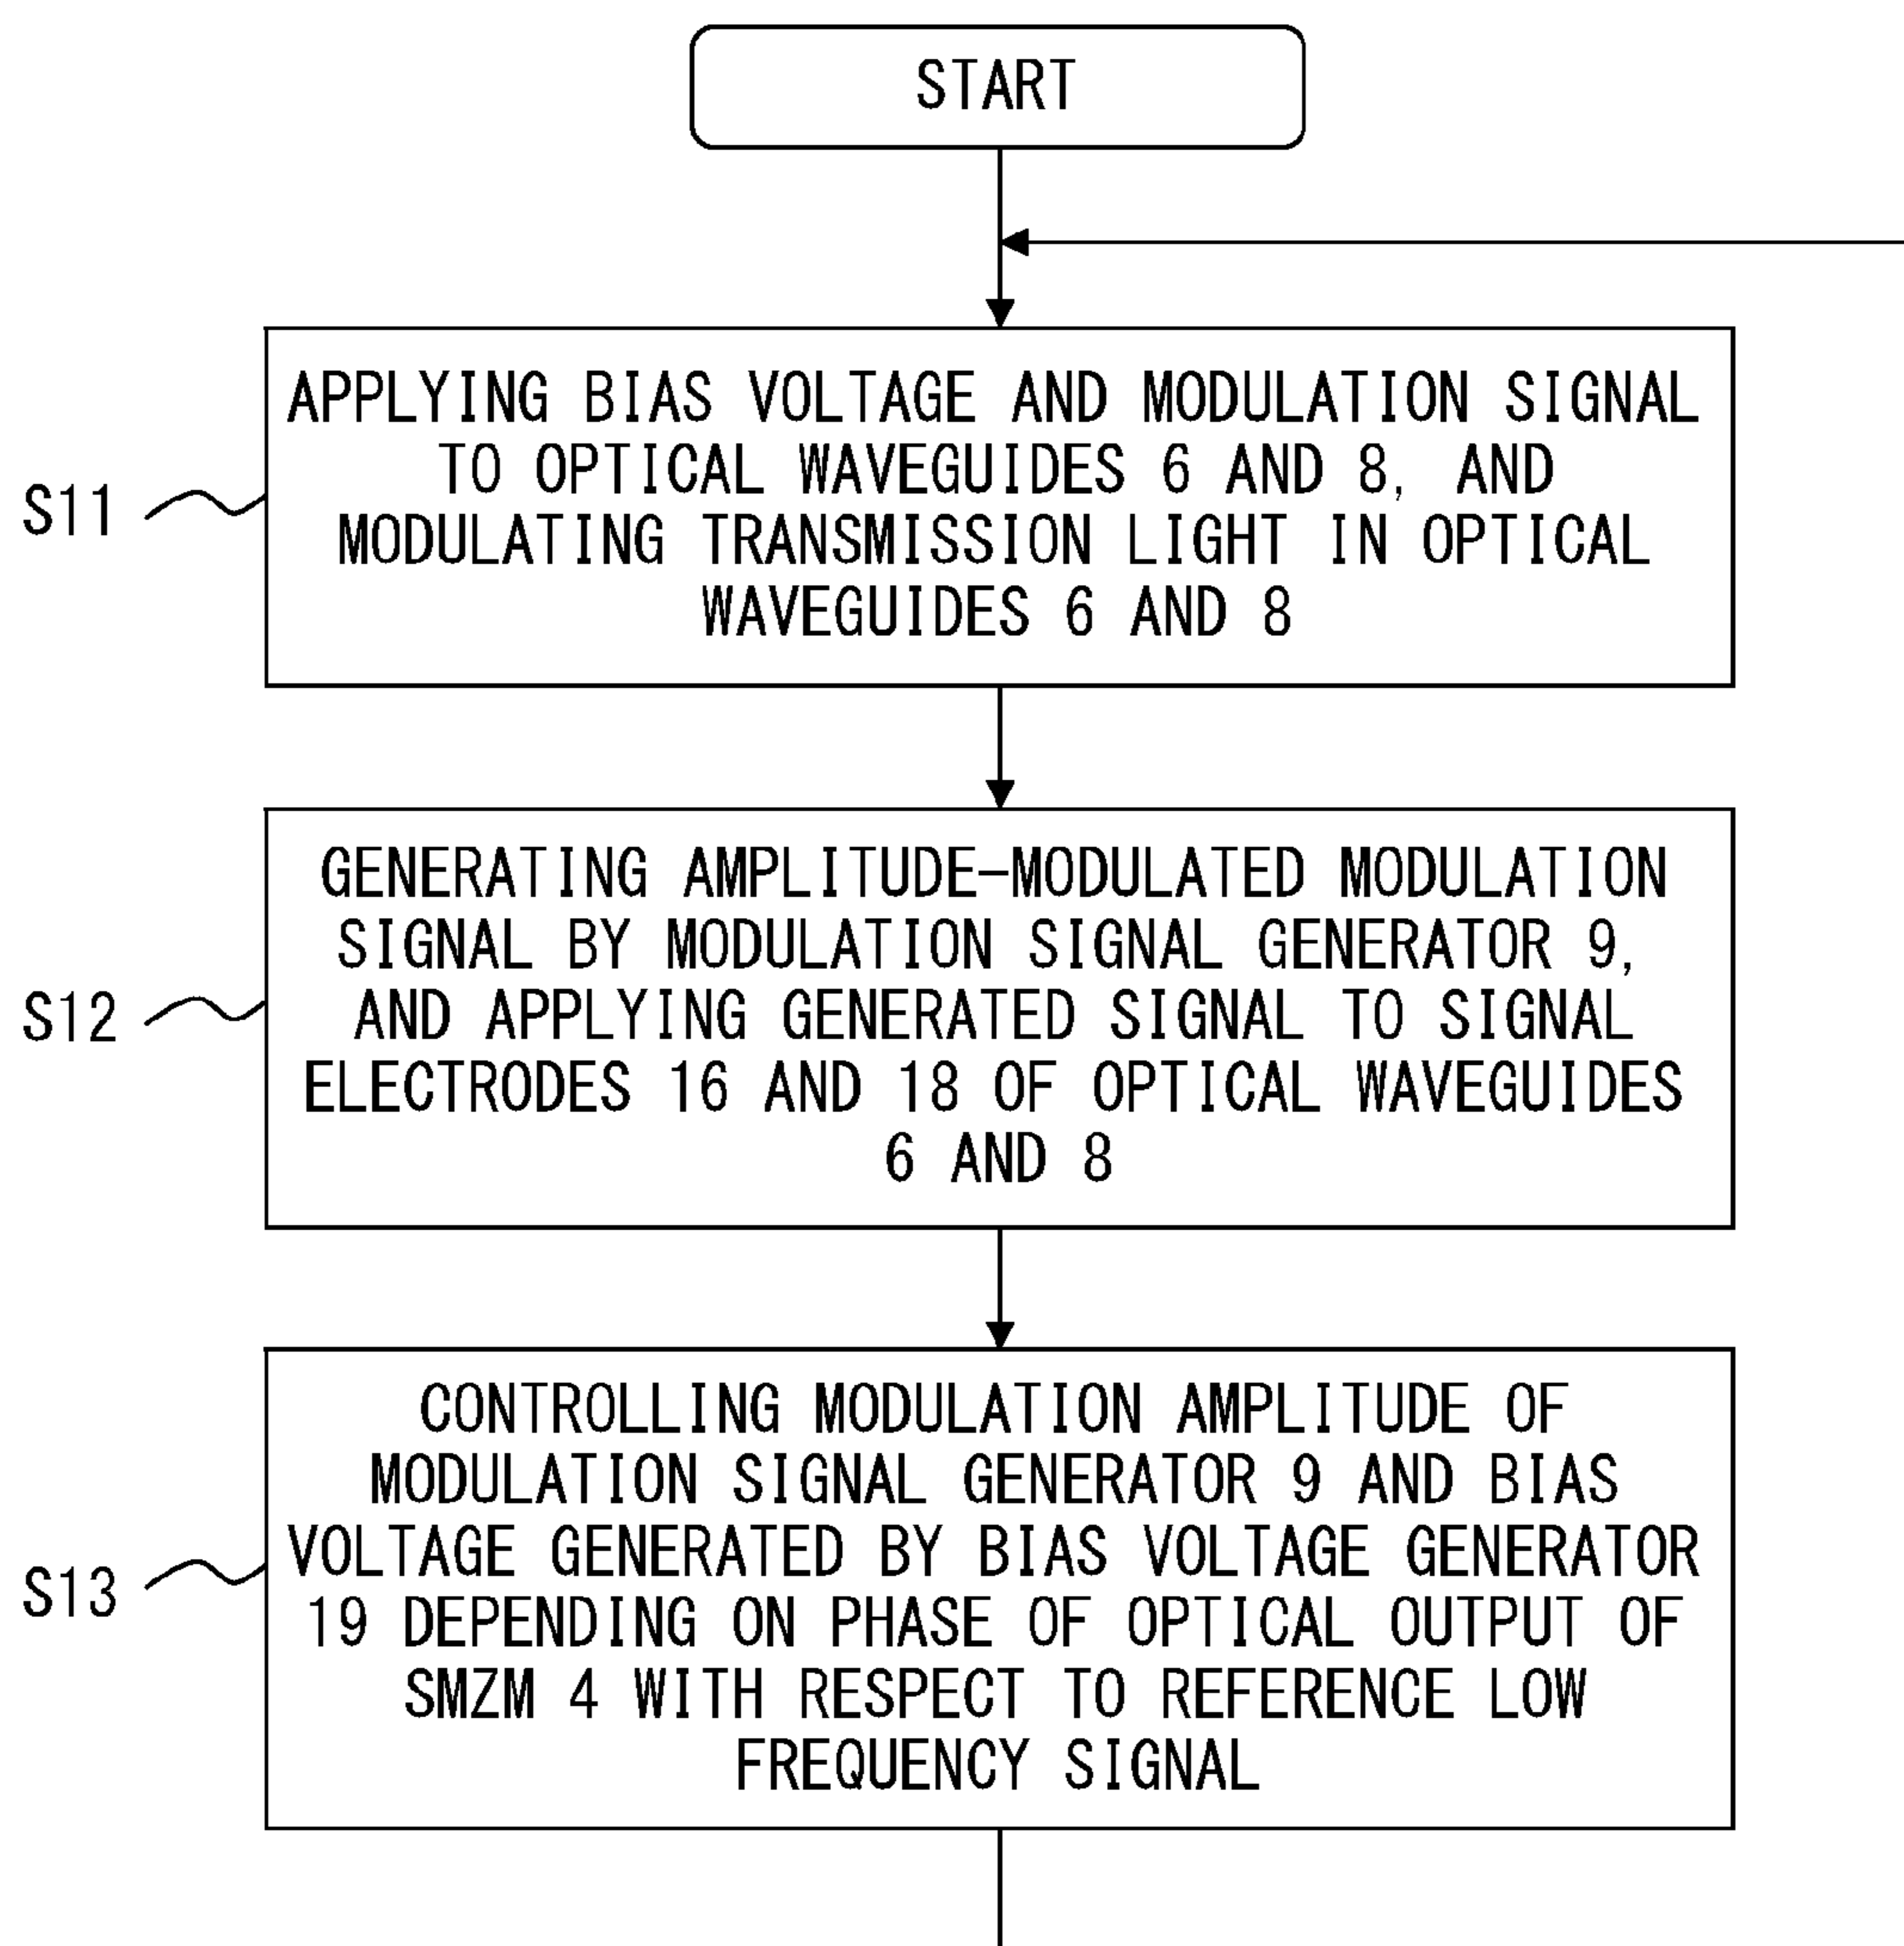 START
APPLYING BIAS VOLTAGE AND MODULATION SIGNAL
TO OPTICAL WAVEGUIDES 6 AND 8, AND
MODULATING TRANSMISSION LIGHT IN OPTICAL
WAVEGUIDES 6 AND 8
S11
GENERATING AMPLITUDE-MODULATED MODULATION
SIGNAL BY MODULATION SIGNAL GENERATOR 9,
AND APPLYING GENERATED SIGNAL TO SIGNAL
ELECTRODES 16 AND 18 OF OPTICAL WAVEGUIDES
6 AND 8
S12
CONTROLLING MODULATION AMPLITUDE OF
MODULATION SIGNAL GENERATOR 9 AND BIAS
VOLTAGE GENERATED BY BIAS VOLTAGE GENERATOR
19 DEPENDING ON PHASE OF OPTICAL OUTPUT OF
SMZM 4 WITH RESPECT TO REFERENCE LOW
FREQUENCY SIGNAL
S13